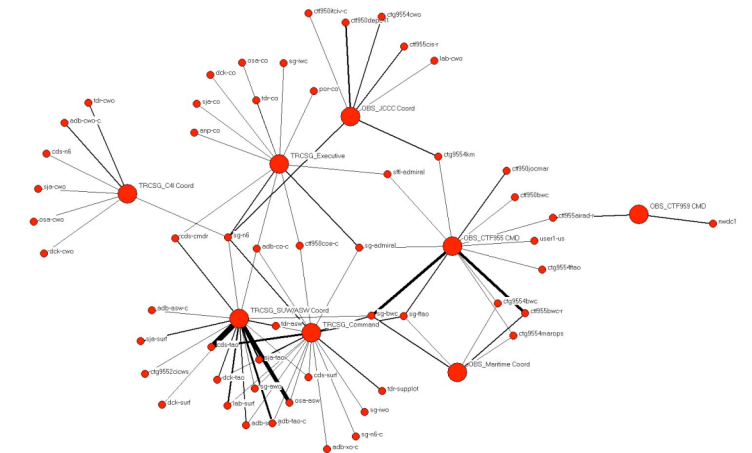 ctf950itciv-c
ctg9554cwo
ctf955cis-r
lab-cwo
osa-co
sg-iwc
dck-co
por-co
tdr-co
sja-co
anp-co
tdr-cwo
adb-cwo-c
cds-n6
sja-cwo
osa-cwo
dck-cwo
TRCSG_C4I Coord
TRCSG_Executive
OBS_JCCC Coord
ctg9554km
sftl-admiral
ctf950jocmar
ctf950bwc
ctf955airad-r
OBS_CTF959 CMD
nwdc1
user1-us
OBS_CTF955 CMD
ctg9554ftao
cds-cmdr
sg-n6
adb-co-c
ctf950coe-c
sg-admiral
ctg9554bwc
ctf955bwc-r
ctg9554marops
adb-asw-c
TRCSG_SUW/ASW Coord
tdr-asw
TRCSG_Command
sg-bwc
sg-ftao
sja-surf
cds-tao
sja-tao
OBS_Maritime Coord
ctg9552cicws
dck-tao
sg-awo
cds-surf
tdr-supplot
dck-surf
lab-surf
osa-asw
sg-iwo
adb-tao-c
sg-n6-c
adb-xo-c